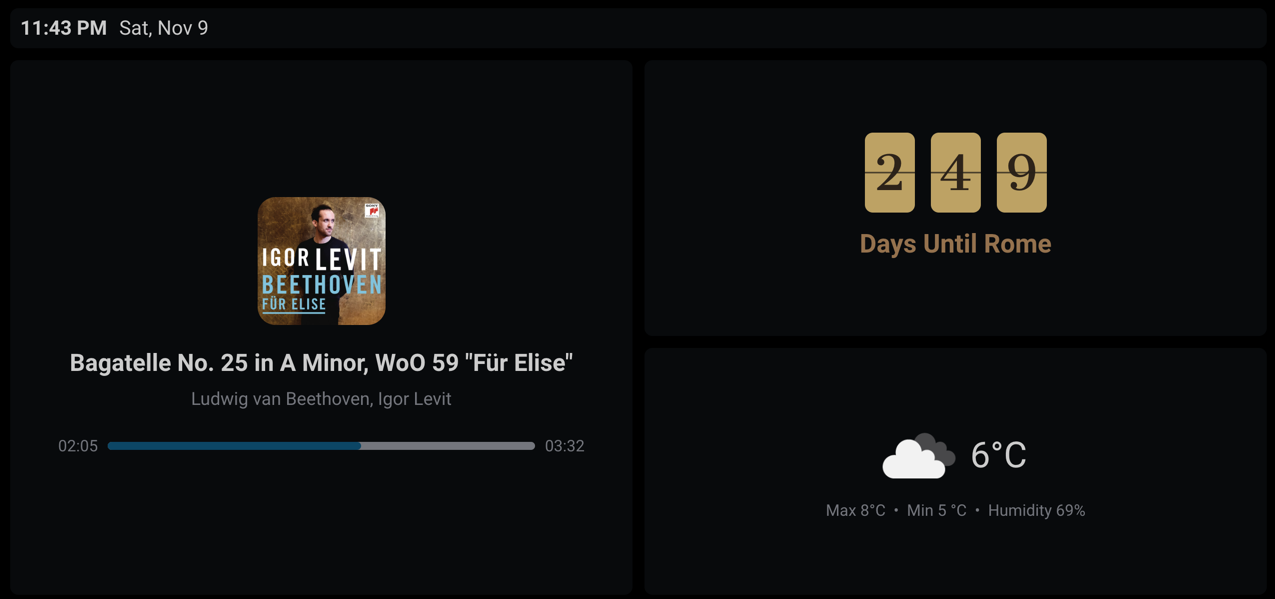 11:43 PM Sat, Nov 9
SONY
IGOR LEVIT
BEETHOVEN
FÜR ELISE
Bagatelle No. 25 in A Minor, WoO 59 "Für Elise"
Ludwig van Beethoven, Igor Levit
02:05 03:32
2 4 9
Days Until Rome
6°C
Max 8°C • Min 5 °C • Humidity 69%